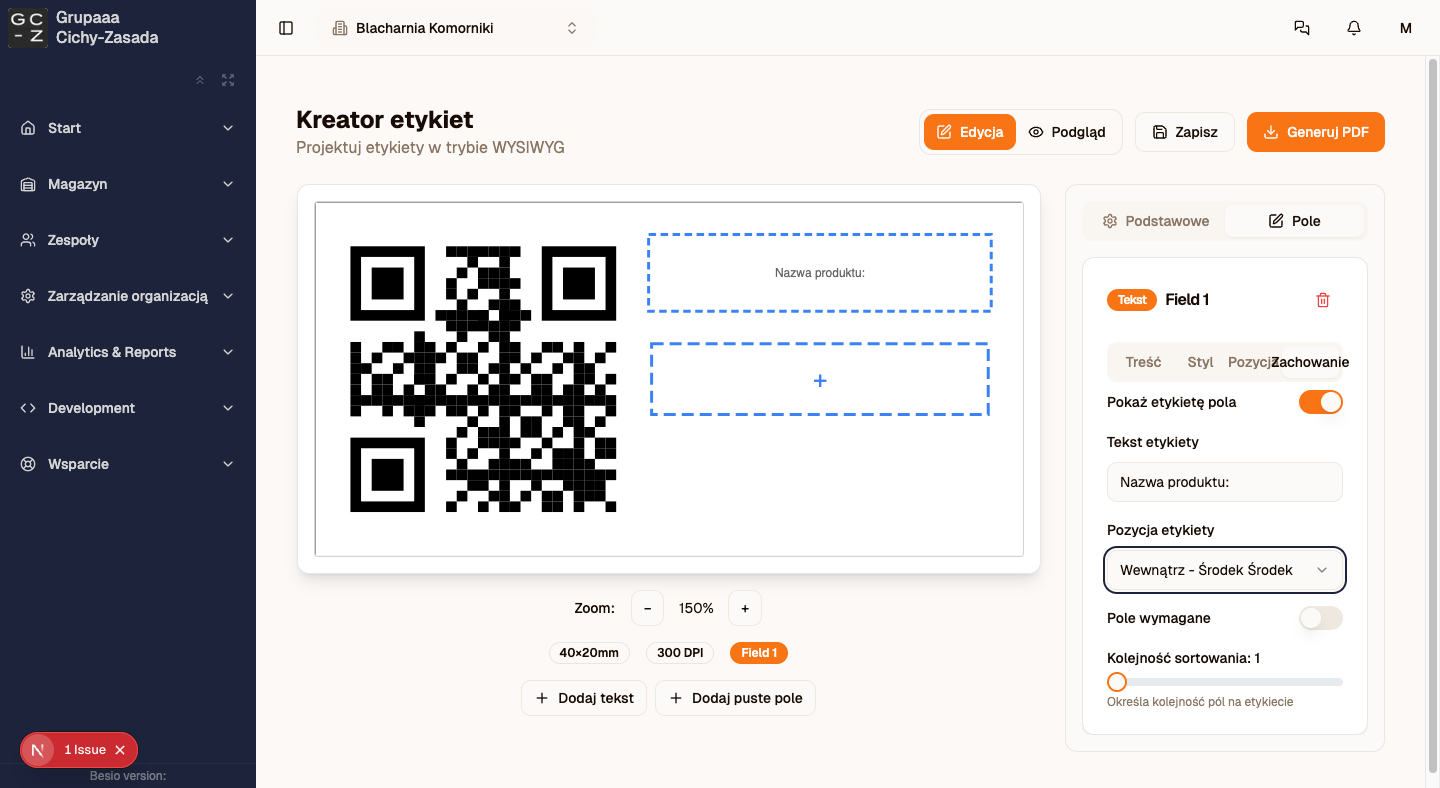 GC
-Z
Grupaaa
Cichy-Zasada
Start
Magazyn
Zespoły
Zarządzanie organizacją
Analytics & Reports
Development
Wsparcie
N
1 Issue
Besio version:
Blacharnia Komorniki
M
Kreator etykiet
Projektuj etykiety w trybie WYSIWYG
Edycja
Podgląd
Zapisz
Generuj PDF
Nazwa produktu:
+
Zoom:
-
150%
+
40×20mm
300 DPI
Field 1
+ Dodaj tekst
+ Dodaj puste pole
Podstawowe
Pole
Tekst
Field 1
Treść
Styl
Pozycja
Zachowanie
Pokaż etykietę pola
Tekst etykiety
Nazwa produktu:
Pozycja etykiety
Wewnątrz - Środek Środek
Pole wymagane
Kolejność sortowania: 1
Określa kolejność pól na etykiecie